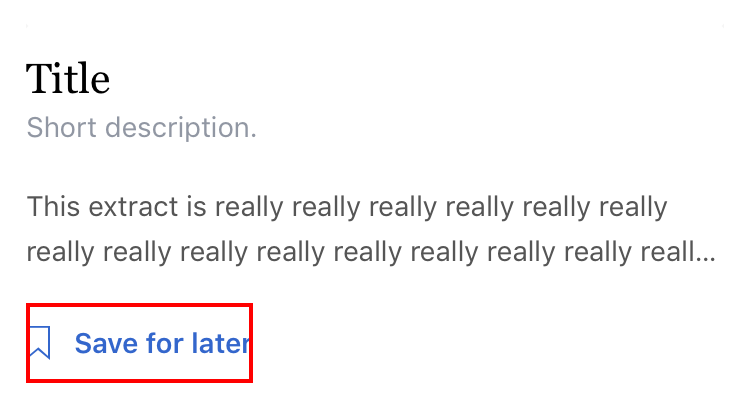 Title
Short description.
This extract is really really really really really really
really really really really really really really really reall...
Save for later